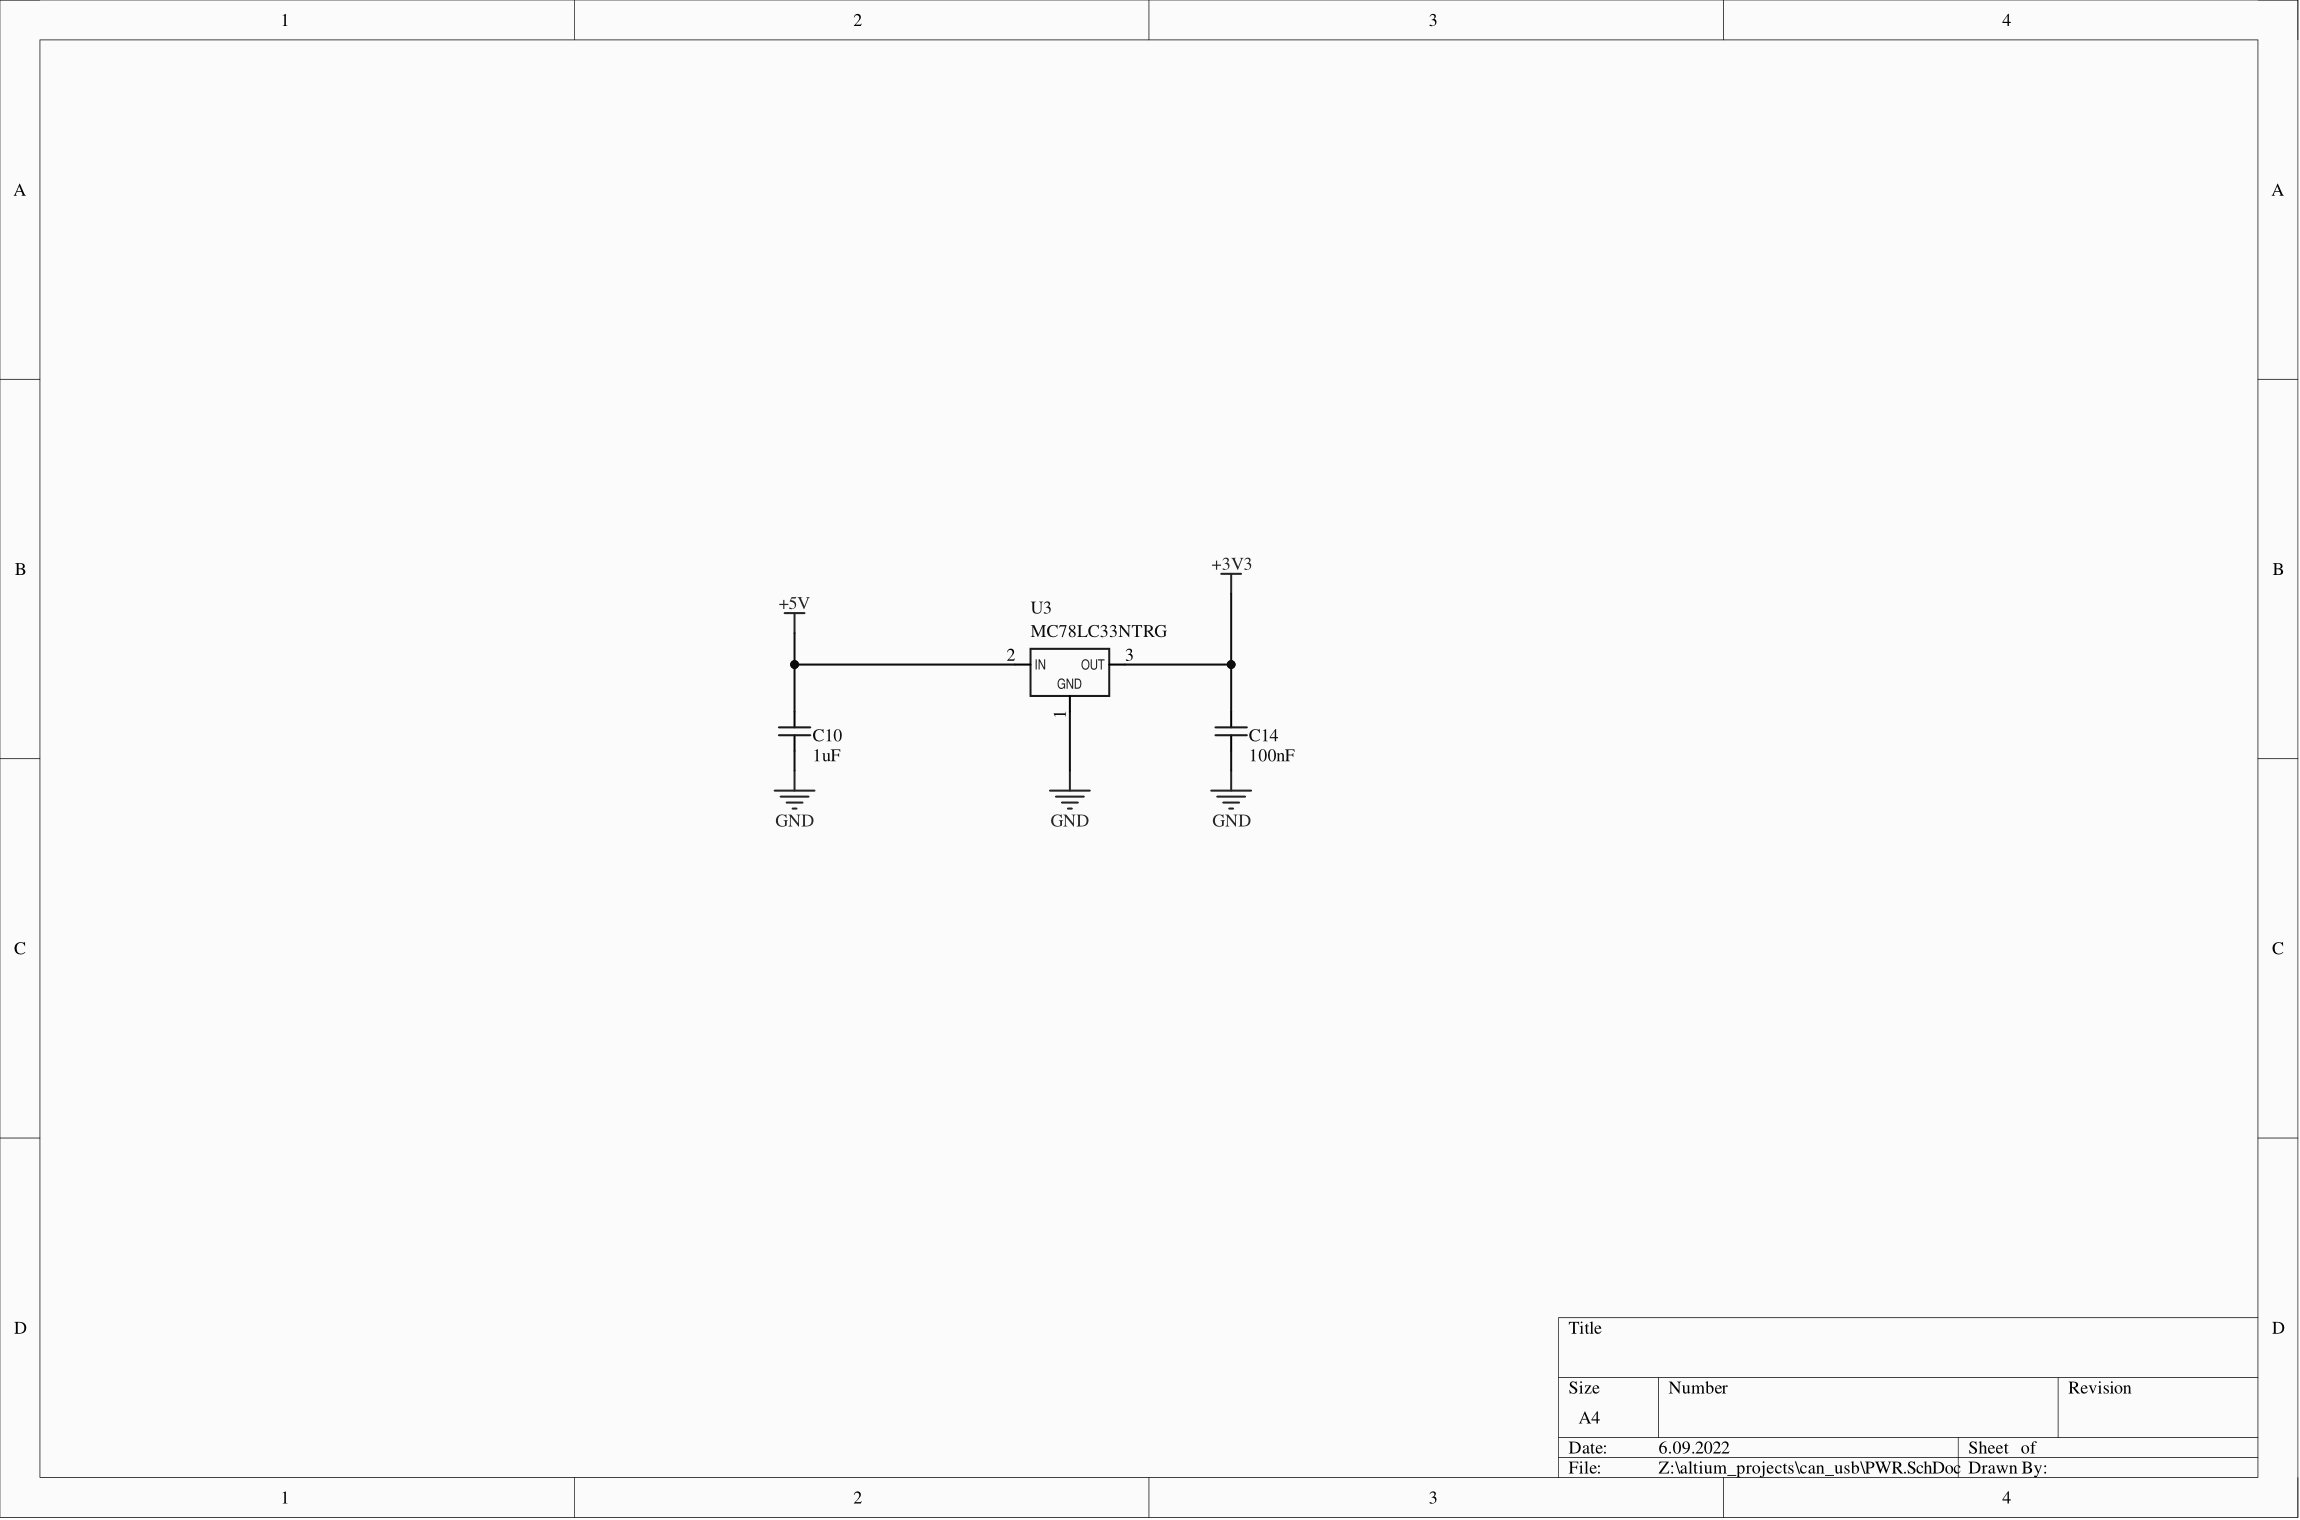 1 2 3 4
A A
+3V3
B B
+5V
U3
MC78LC33NTRG
2 IN OUT 3
GND
1
C10 C14
1uF 100nF
GND GND GND
C C
D D
Title
Size Number Revision
A4
Date: 6.09.2022 Sheet of
File: Z:\altium_projects\can_usb\PWR.SchDoc Drawn By:
1 2 3 4